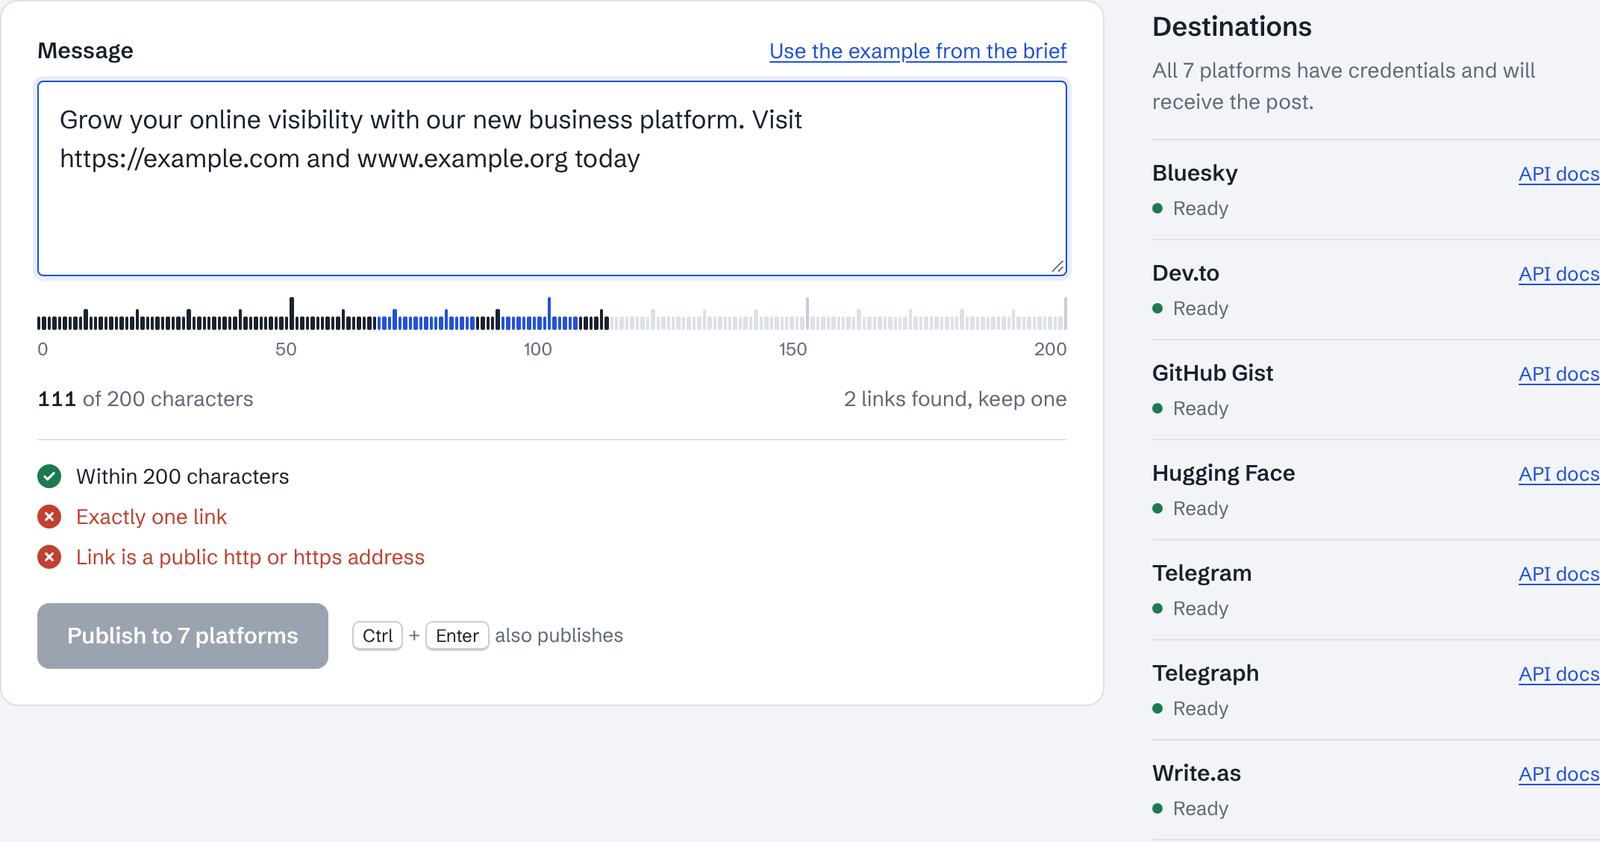 Message
Use the example from the brief
Grow your online visibility with our new business platform. Visit
https://example.com and www.example.org today
0 50 100 150 200
111 of 200 characters
2 links found, keep one
Within 200 characters
Exactly one link
Link is a public http or https address
Publish to 7 platforms
Ctrl + Enter also publishes
Destinations
All 7 platforms have credentials and will
receive the post.
Bluesky
API docs
Ready
Dev.to
API docs
Ready
GitHub Gist
API docs
Ready
Hugging Face
API docs
Ready
Telegram
API docs
Ready
Telegraph
API docs
Ready
Write.as
API docs
Ready